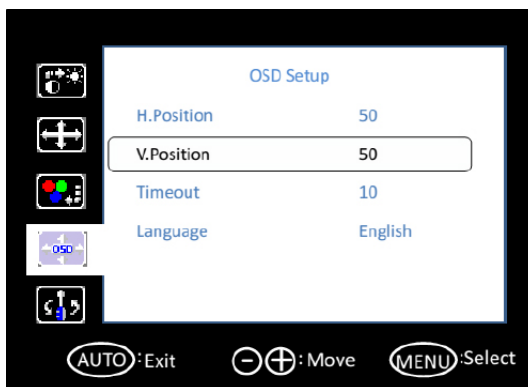 OSD Setup
H.Position 50
V.Position 50
Timeout 10
Language English
OSD
AUTO : Exit - + : Move MENU :Select